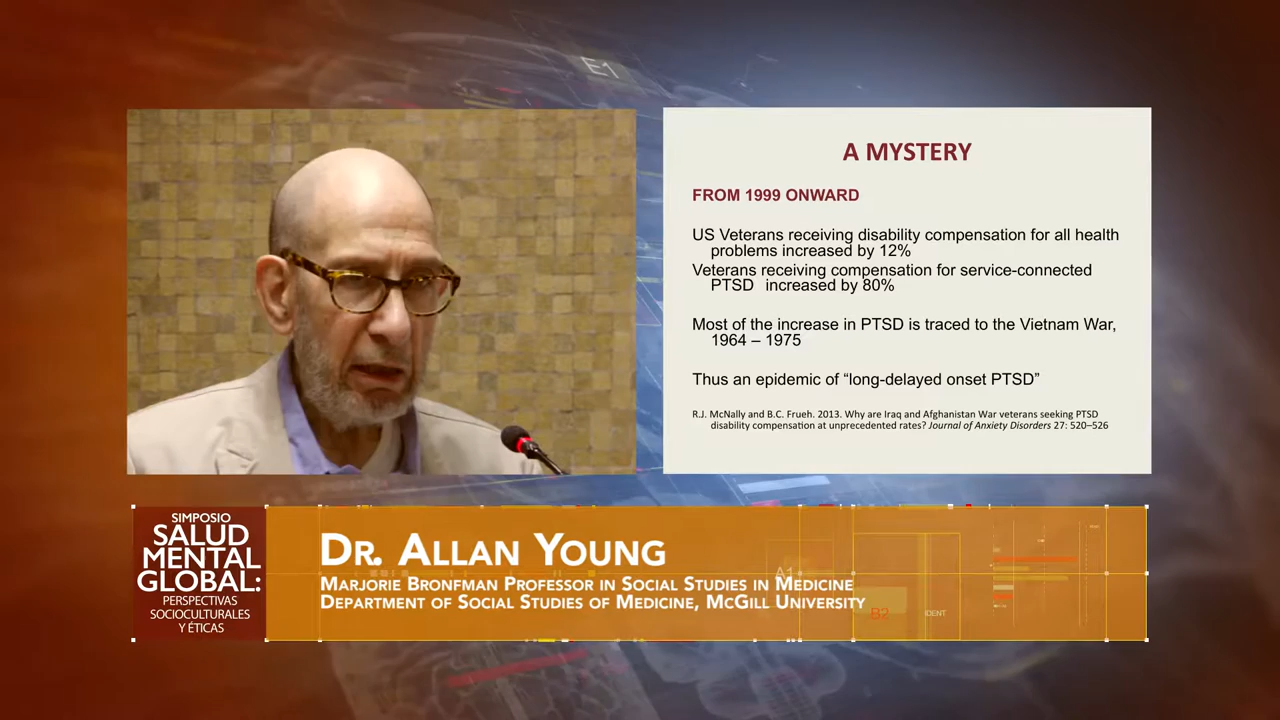 E1
A MYSTERY
FROM 1999 ONWARD
US Veterans receiving disability compensation for all health
problems increased by 12%
Veterans receiving compensation for service-connected
PTSD increased by 80%
Most of the increase in PTSD is traced to the Vietnam War,
1964 – 1975
Thus an epidemic of “long-delayed onset PTSD”
R.J. McNally and B.C. Frueh. 2013. Why are Iraq and Afghanistan War veterans seeking PTSD
disability compensation at unprecedented rates? Journal of Anxiety Disorders 27: 520–526
SIMPOSIO
SALUD
MENTAL
GLOBAL:
PERSPECTIVAS
SOCIOCULTURALES
Y ÉTICAS
DR. ALLAN YOUNG
MARJORIE BRONFMAN PROFESSOR IN SOCIAL STUDIES IN MEDICINE
DEPARTMENT OF SOCIAL STUDIES OF MEDICINE, MCGILL UNIVERSITY
A1
B2
IDENT